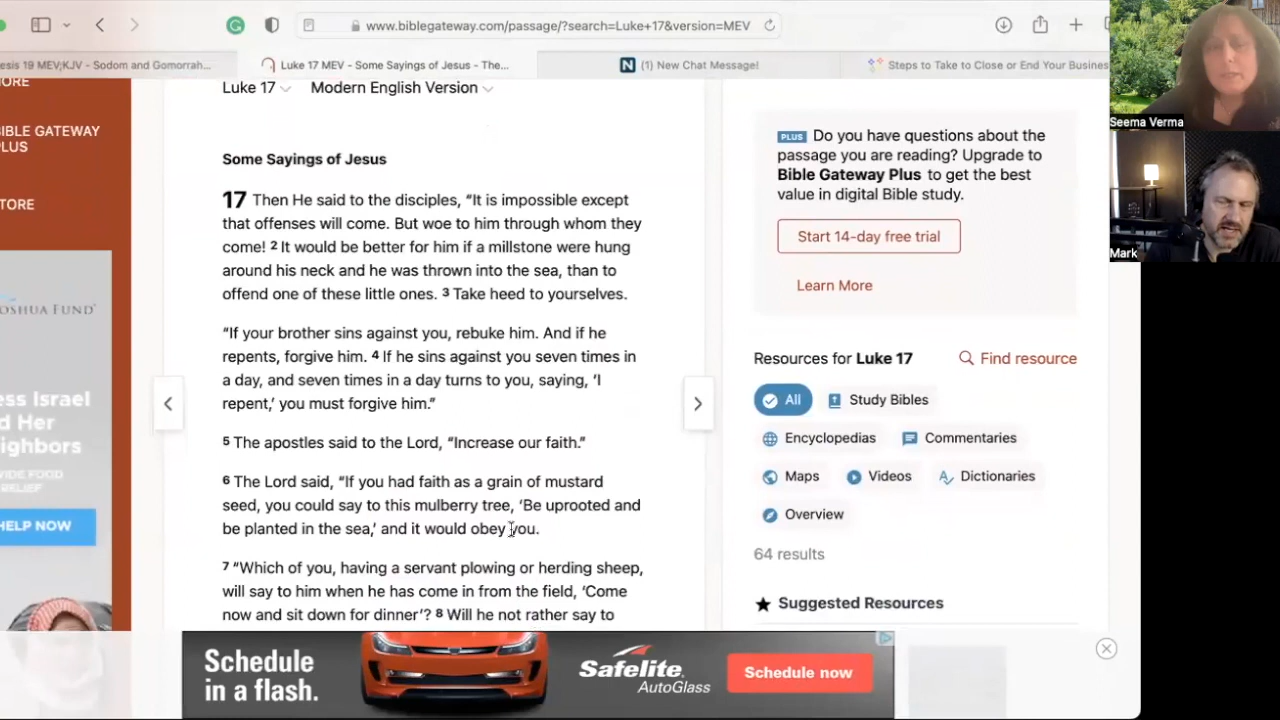 www.biblegateway.com/passage/?search=Luke+17&version=MEV
esis 19 MEV;KJV - Sodom and Gomorrah...
Luke 17 MEV - Some Sayings of Jesus - The...
(1) New Chat Message!
Steps to Take to Close or End Your Business
Seema Verma
Mark
ORE
BIBLE GATEWAY
PLUS
TORE
OSHUA FUND
ess Israel
d Her
ighbors
WIDE FOOD
RELIEF
HELP NOW
Luke 17
Modern English Version
Some Sayings of Jesus
17 Then He said to the disciples, “It is impossible except
that offenses will come. But woe to him through whom they
come! 2 It would be better for him if a millstone were hung
around his neck and he was thrown into the sea, than to
offend one of these little ones. 3 Take heed to yourselves.
“If your brother sins against you, rebuke him. And if he
repents, forgive him. 4 If he sins against you seven times in
a day, and seven times in a day turns to you, saying, ‘I
repent,’ you must forgive him.”
5 The apostles said to the Lord, “Increase our faith.”
6 The Lord said, “If you had faith as a grain of mustard
seed, you could say to this mulberry tree, ‘Be uprooted and
be planted in the sea,’ and it would obey you.
7 “Which of you, having a servant plowing or herding sheep,
will say to him when he has come in from the field, ‘Come
now and sit down for dinner’? 8 Will he not rather say to
PLUS Do you have questions about the
passage you are reading? Upgrade to
Bible Gateway Plus to get the best
value in digital Bible study.
Start 14-day free trial
Learn More
Resources for Luke 17
Find resource
All
Study Bibles
Encyclopedias
Commentaries
Maps
Videos
Dictionaries
Overview
64 results
Suggested Resources
Schedule
in a flash.
Safelite.
AutoGlass
Schedule now